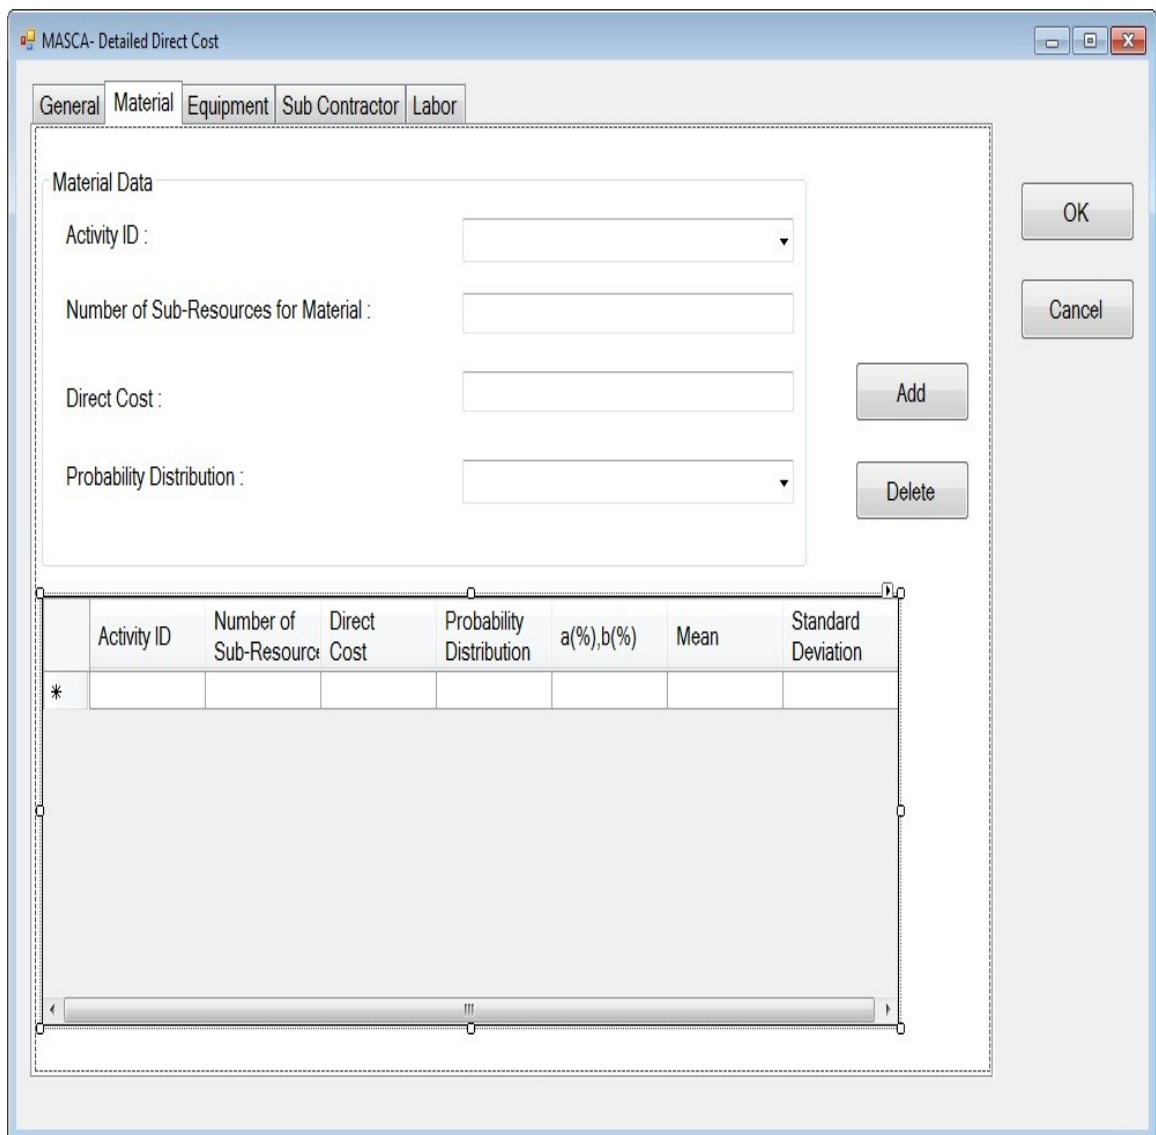 MASCA- Detailed Direct Cost
General Material Equipment Sub Contractor Labor
Material Data
Activity ID :
Number of Sub-Resources for Material :
Direct Cost :
Probability Distribution :
OK
Cancel
Add
Delete
Activity ID
Number of
Sub-Resource
Direct
Cost
Probability
Distribution
a(%),b(%)
Mean
Standard
Deviation